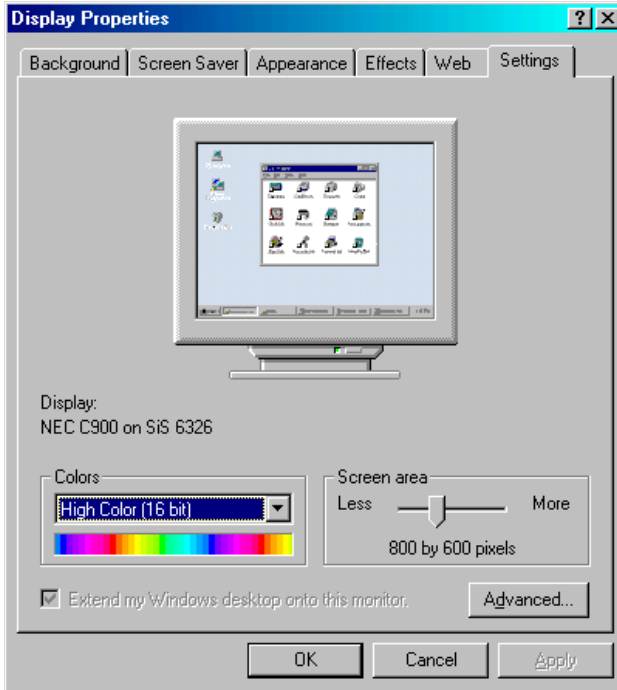 Display Properties
Background Screen Saver Appearance Effects Web Settings
Display:
NEC C900 on SiS 6326
Colors
High Color (16 bit)
Screen area
Less More
800 by 600 pixels
Extend my Windows desktop onto this monitor.
Advanced...
OK Cancel Apply